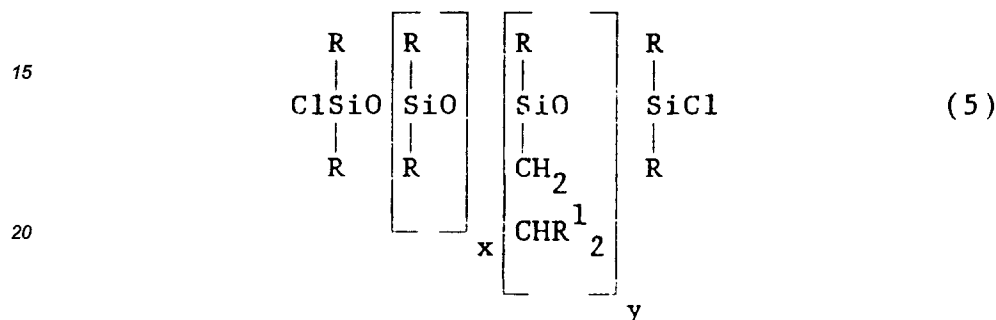 R R R R
15
ClSiO SiO SiO SiCl (5)
R R CH2 R
20 CHR12
x
y